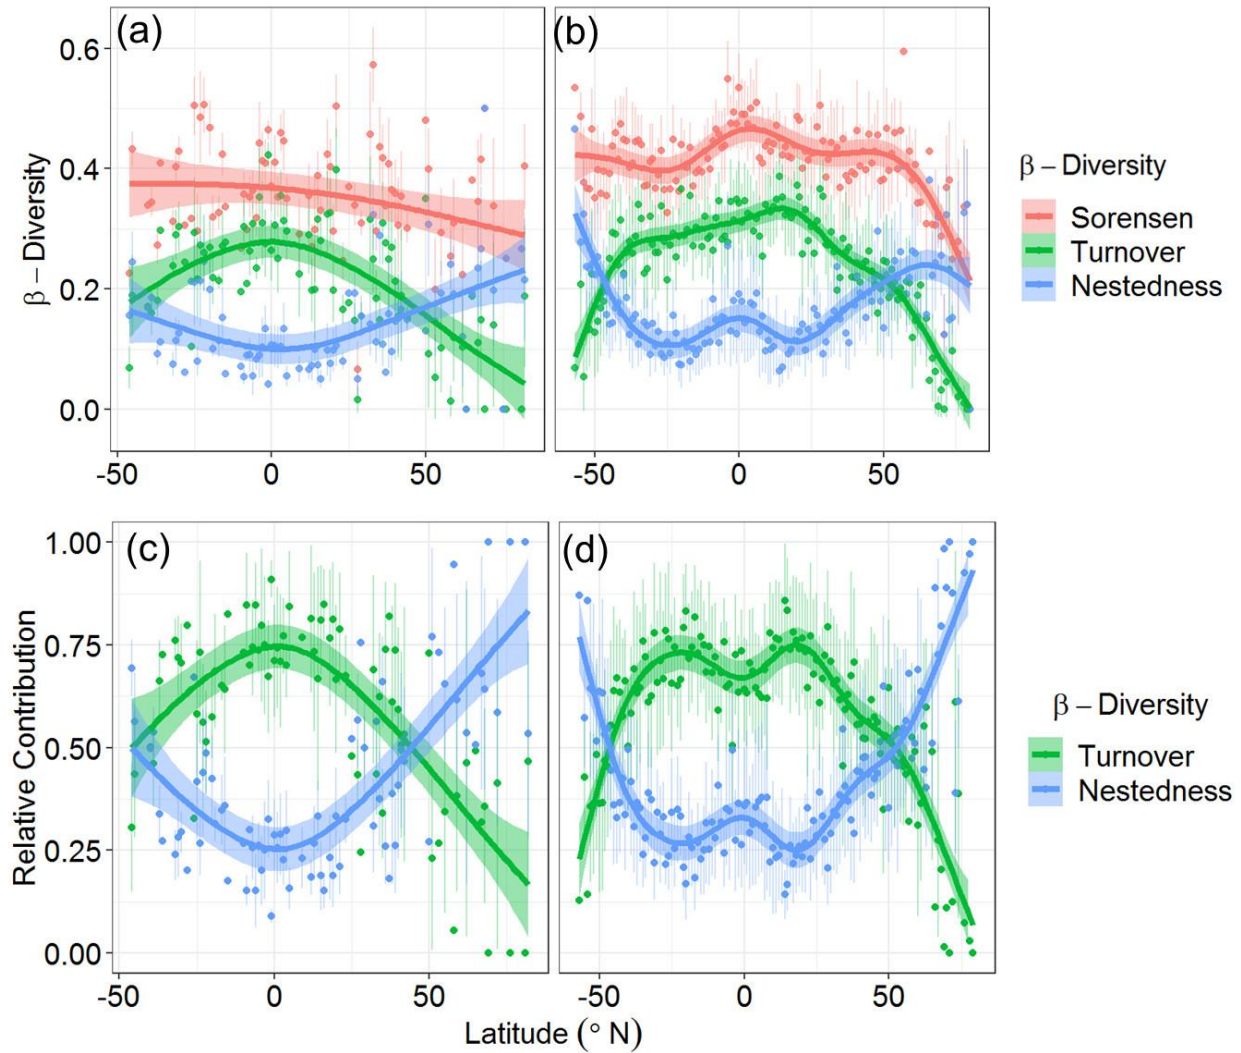 (a)
(b)
0.6
0.4
0.2
0.0
β – Diversity
-50
0
50
-50
0
50
β – Diversity
Sorensen
Turnover
Nestedness
(c)
(d)
1.00
0.75
0.50
0.25
0.00
Relative Contribution
-50
0
50
-50
0
50
Latitude (° N)
β – Diversity
Turnover
Nestedness